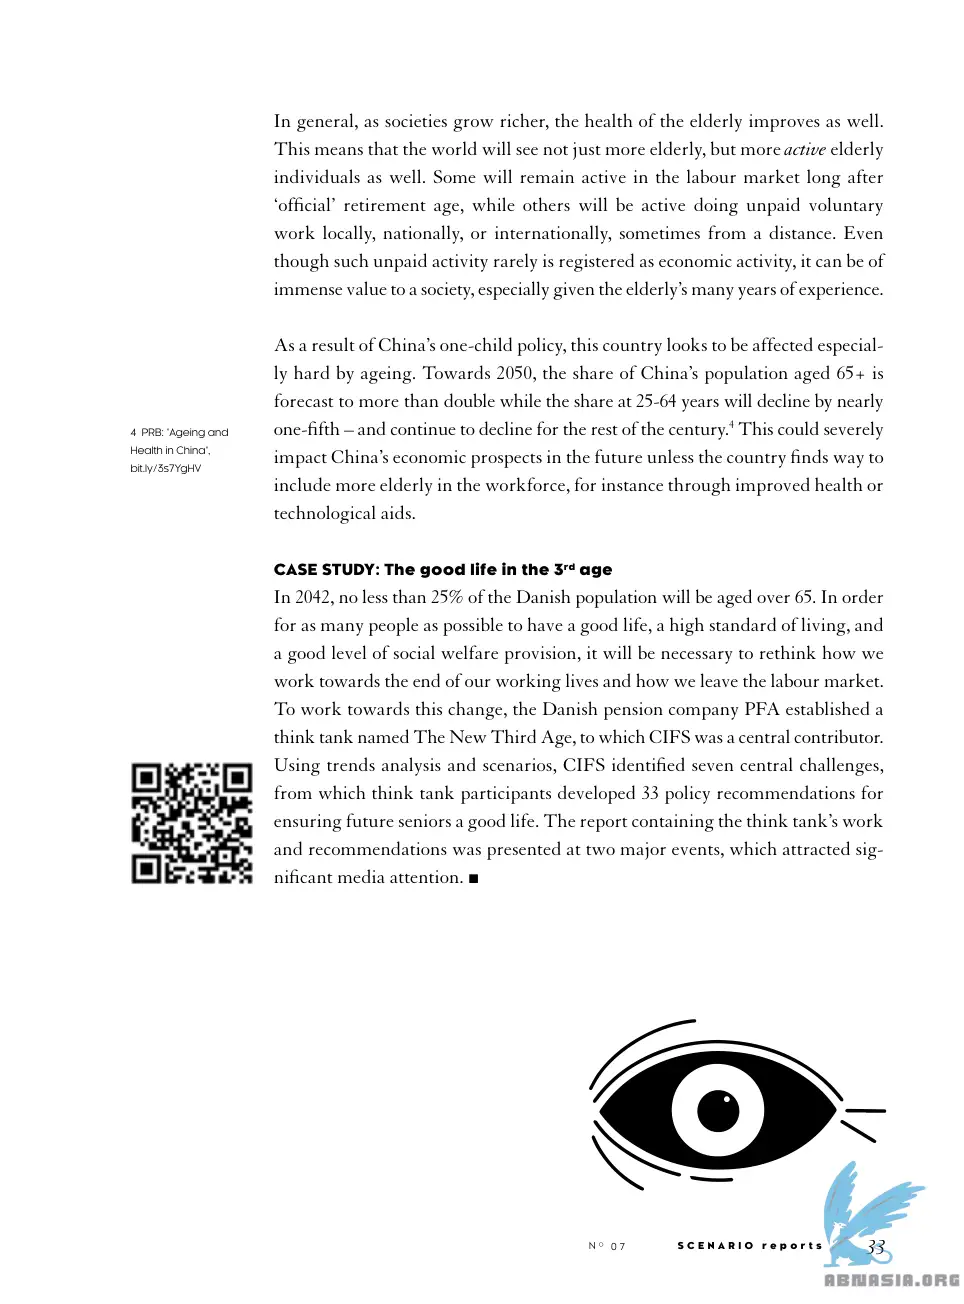 In general, as societies grow richer, the health of the elderly improves as well.
This means that the world will see not just more elderly, but more active elderly
individuals as well. Some will remain active in the labour market long after
‘official’ retirement age, while others will be active doing unpaid voluntary
work locally, nationally, or internationally, sometimes from a distance. Even
though such unpaid activity rarely is registered as economic activity, it can be of
immense value to a society, especially given the elderly’s many years of experience.
As a result of China’s one-child policy, this country looks to be affected especial-
ly hard by ageing. Towards 2050, the share of China’s population aged 65+ is
forecast to more than double while the share at 25-64 years will decline by nearly
one-fifth – and continue to decline for the rest of the century.4 This could severely
impact China’s economic prospects in the future unless the country finds way to
include more elderly in the workforce, for instance through improved health or
technological aids.
4 PRB: ‘Ageing and
Health in China’,
bit.ly/3s7YgHV
CASE STUDY: The good life in the 3rd age
In 2042, no less than 25% of the Danish population will be aged over 65. In order
for as many people as possible to have a good life, a high standard of living, and
a good level of social welfare provision, it will be necessary to rethink how we
work towards the end of our working lives and how we leave the labour market.
To work towards this change, the Danish pension company PFA established a
think tank named The New Third Age, to which CIFS was a central contributor.
Using trends analysis and scenarios, CIFS identified seven central challenges,
from which think tank participants developed 33 policy recommendations for
ensuring future seniors a good life. The report containing the think tank’s work
and recommendations was presented at two major events, which attracted sig-
nificant media attention. ■
Nº 07 SCENARIO reports 33
ABNASIA.ORG